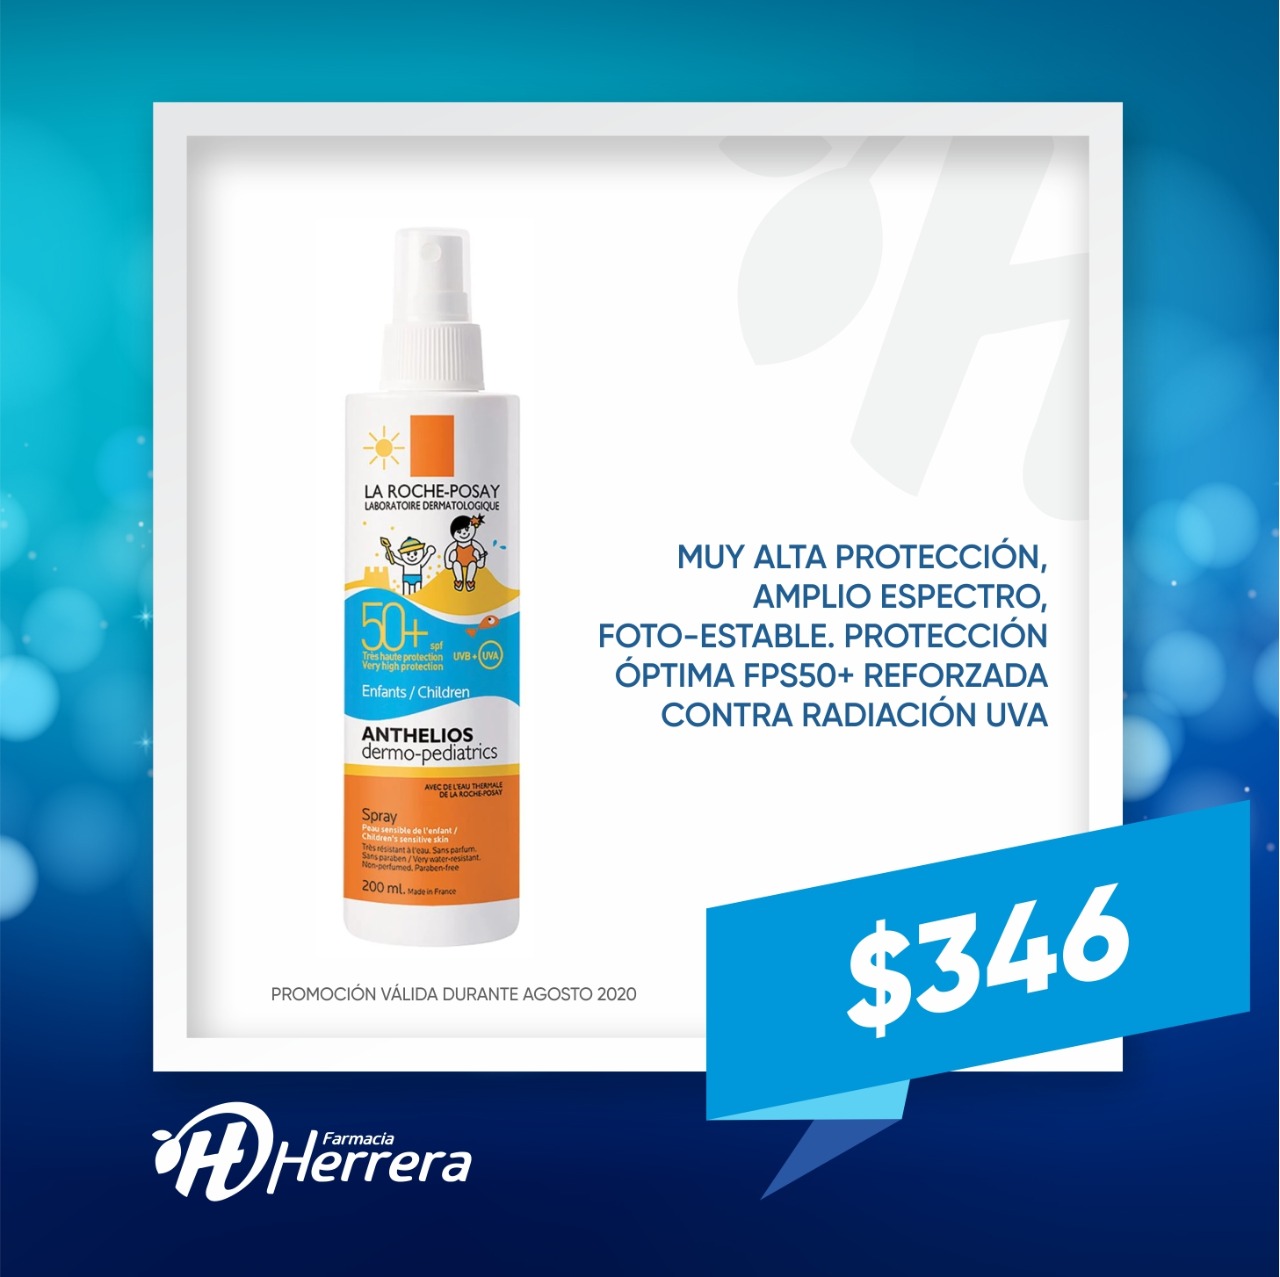 LA ROCHE-POSAY
LABORATOIRE DERMATOLOGIQUE
50+
spf
Très haute protection
Very high protection
UVB + UVA
Enfants / Children
ANTHELIOS
dermo-pediatrics
AVEC DE L'EAU THERMALE
DE LA ROCHE-POSAY
Spray
Peau sensible de l'enfant /
Children's sensitive skin
Très résistant à l'eau. Sans parfum.
Sans paraben / Very water-resistant.
Non-perfumed. Paraben-free
200 ml. Made in France
MUY ALTA PROTECCIÓN,
AMPLIO ESPECTRO,
FOTO-ESTABLE. PROTECCIÓN
ÓPTIMA FPS50+ REFORZADA
CONTRA RADIACIÓN UVA
$346
PROMOCIÓN VÁLIDA DURANTE AGOSTO 2020
Farmacia
Herrera